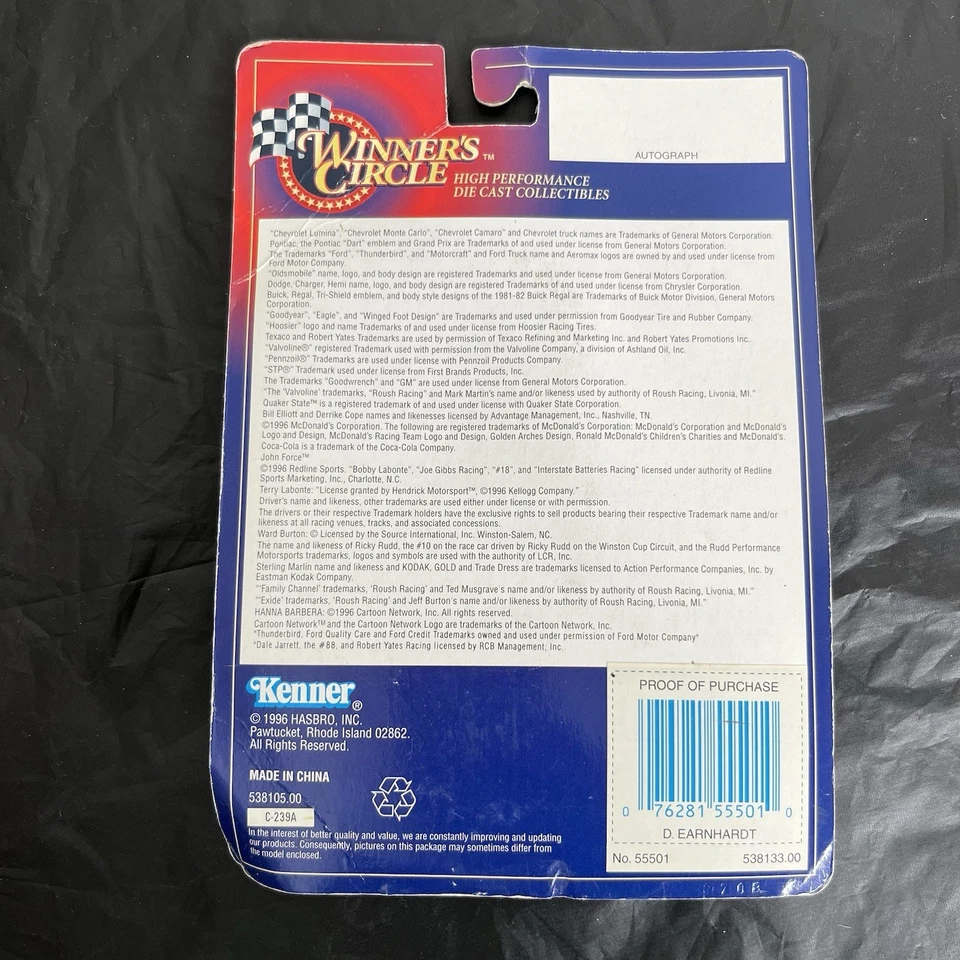 WINNER'S
CIRCLE™
HIGH PERFORMANCE
DIE CAST COLLECTIBLES
AUTOGRAPH
"Chevrolet Lumina", "Chevrolet Monte Carlo", "Chevrolet Camaro" and Chevrolet truck names are Trademarks of General Motors Corporation.
Pontiac, the Pontiac "Dart" emblem and Grand Prix are Trademarks of and used under license from General Motors Corporation.
The Trademarks "Ford", "Thunderbird", and "Motorcraft" and Ford Truck name and Aeromax logos are owned by and used under license from
Ford Motor Company.
"Oldsmobile" name, logo, and body design are registered Trademarks and used under license from General Motors Corporation.
Dodge, Charger, Hemi name, logo, and body design are registered Trademarks and used under license from Chrysler Corporation.
Buick, Regal, Tri-Shield emblem, and body style designs of the 1981-82 Buick Regal are Trademarks of Buick Motor Division, General Motors
Corporation.
"Goodyear", "Eagle", and "Winged Foot Design" are Trademarks and used under permission from Goodyear Tire and Rubber Company.
"Hoosier" logo and name Trademarks of and used under license from Hoosier Racing Tires.
Texaco and Robert Yates Trademarks are used by permission of Texaco Refining and Marketing Inc. and Robert Yates Promotions Inc.
"Valvoline®" registered Trademark used with permission from the Valvoline Company, a division of Ashland Oil, Inc.
"Pennzoil®" Trademarks are used under license with Pennzoil Products Company.
"STP®" Trademark used under license from First Brands Products, Inc.
The Trademarks "Goodwrench" and "GM" are used under license from General Motors Corporation.
"The 'Valvoline' trademarks, "Roush Racing" and Mark Martin's name and/or likeness used by authority of Roush Racing, Livonia, MI."
Quaker State™ is a registered trademark of and used under license with Quaker State Corporation.
Bill Elliott and Derrike Cope names and likenesses licensed by Advantage Management, Inc., Nashville, TN.
©1996 McDonald's Corporation. The following are registered trademarks of McDonald's Corporation: McDonald's Corporation and McDonald's
Logo and Design, McDonald's Racing Team Logo and Design, Golden Arches Design, Ronald McDonald's Children's Charities and McDonald's.
Coca-Cola is a trademark of the Coca-Cola Company.
John Force™
©1996 Redline Sports. "Bobby Labonte", "Joe Gibbs Racing", "#18", and "Interstate Batteries Racing" licensed under authority of Redline
Sports Marketing, Inc., Charlotte, N.C.
Terry Labonte: "License granted by Hendrick Motorsport™, ©1996 Kellogg Company."
Driver's name and likeness, other trademarks are used either under license or with permission.
The drivers or their respective Trademark holders have the exclusive rights to sell products bearing their respective Trademark name and/or
likeness at all racing venues, tracks, and associated concessions.
Ward Burton: © Licensed by the Source International, Inc. Winston-Salem, NC.
The name and likeness of Ricky Rudd, the #10 on the race car driven by Ricky Rudd on the Winston Cup Circuit, and the Rudd Performance
Motorsports trademarks, logos and symbols are used with the authority of LCR, Inc.
Sterling Marlin name and likeness and KODAK, GOLD and Trade Dress are trademarks licensed to Action Performance Companies, Inc. by
Eastman Kodak Company.
"'Family Channel' trademarks, 'Roush Racing' and Ted Musgrave's name and/or likeness by authority of Roush Racing, Livonia, MI."
"'Exide' trademarks, 'Roush Racing' and Jeff Burton's name and/or likeness by authority of Roush Racing, Livonia, MI."
HANNA BARBERA: ©1996 Cartoon Network, Inc. All rights reserved.
Cartoon Network™ and the Cartoon Network Logo are trademarks of the Cartoon Network, Inc.
"Thunderbird, Ford Quality Care and Ford Credit Trademarks owned and used under permission of Ford Motor Company"
"Dale Jarrett, the #88, and Robert Yates Racing licensed by RCB Management, Inc.
Kenner®
© 1996 HASBRO, INC.
Pawtucket, Rhode Island 02862.
All Rights Reserved.
MADE IN CHINA
538105.00
C-239A
In the interest of better quality and value, we are constantly improving and updating
our products. Consequently, pictures on this package may sometimes differ from
the model enclosed.
PROOF OF PURCHASE
0 76281 55501 0
D. EARNHARDT
No. 55501 538133.00